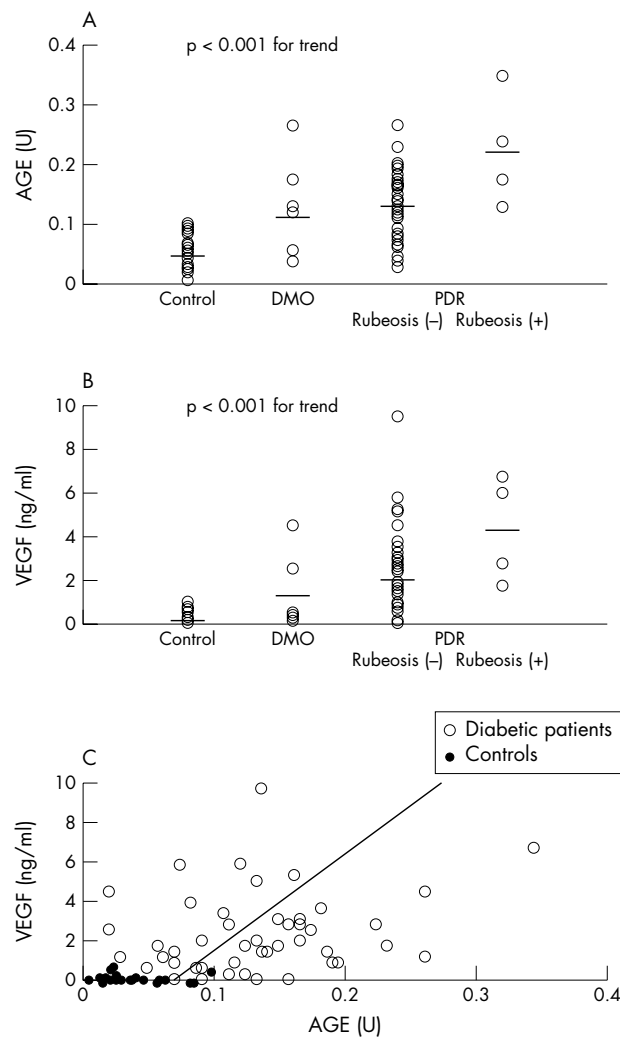 A
p < 0.001 for trend
0.4
0.3
0.2
0.1
0
AGE (U)
Control
DMO
PDR
Rubeosis (–)
Rubeosis (+)
B
p < 0.001 for trend
10
8
6
4
2
0
VEGF (ng/ml)
Control
DMO
PDR
Rubeosis (–)
Rubeosis (+)
Diabetic patients
Controls
C
10
8
6
4
2
0
VEGF (ng/ml)
0
0.1
0.2
0.3
0.4
AGE (U)